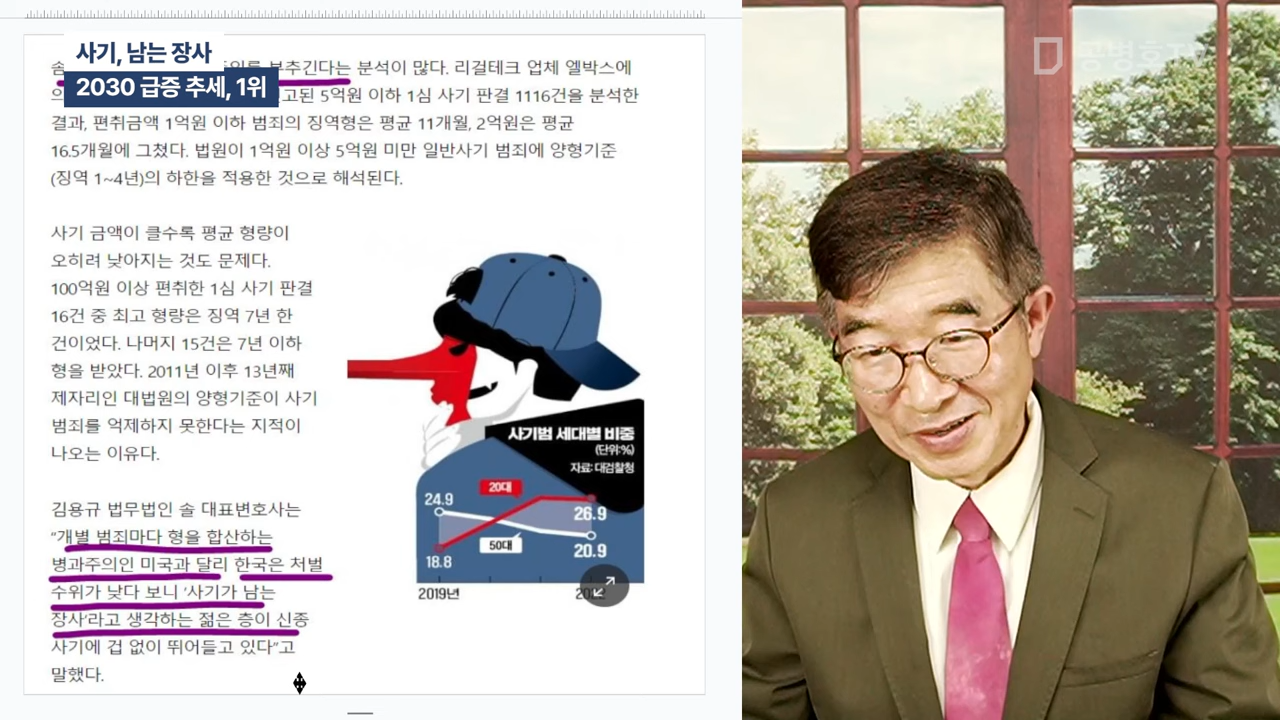 사기, 남는 장사
2030 급증 추세, 1위
솜 부추긴다는 분석이 많다. 리걸테크 업체 엘박스에
의 고된 5억원 이하 1심 사기 판결 1116건을 분석한
결과, 편취금액 1억원 이하 범죄의 징역형은 평균 11개월, 2억원은 평균
16.5개월에 그쳤다. 법원이 1억원 이상 5억원 미만 일반사기 범죄에 양형기준
(징역 1~4년)의 하한을 적용한 것으로 해석된다.
사기 금액이 클수록 평균 형량이
오히려 낮아지는 것도 문제다.
100억원 이상 편취한 1심 사기 판결
16건 중 최고 형량은 징역 7년 한
건이었다. 나머지 15건은 7년 이하
형을 받았다. 2011년 이후 13년째
제자리인 대법원의 양형기준이 사기
범죄를 억제하지 못한다는 지적이
나오는 이유다.
김용규 법무법인 솔 대표변호사는
“개별 범죄마다 형을 합산하는
병과주의인 미국과 달리 한국은 처벌
수위가 낮다 보니 ‘사기가 남는
장사’라고 생각하는 젊은 층이 신종
사기에 겁 없이 뛰어들고 있다”고
말했다.
사기범 세대별 비중
(단위:%)
자료: 대검찰청
20대
24.9
26.9
50대
20.9
18.8
2019년
공병호TV